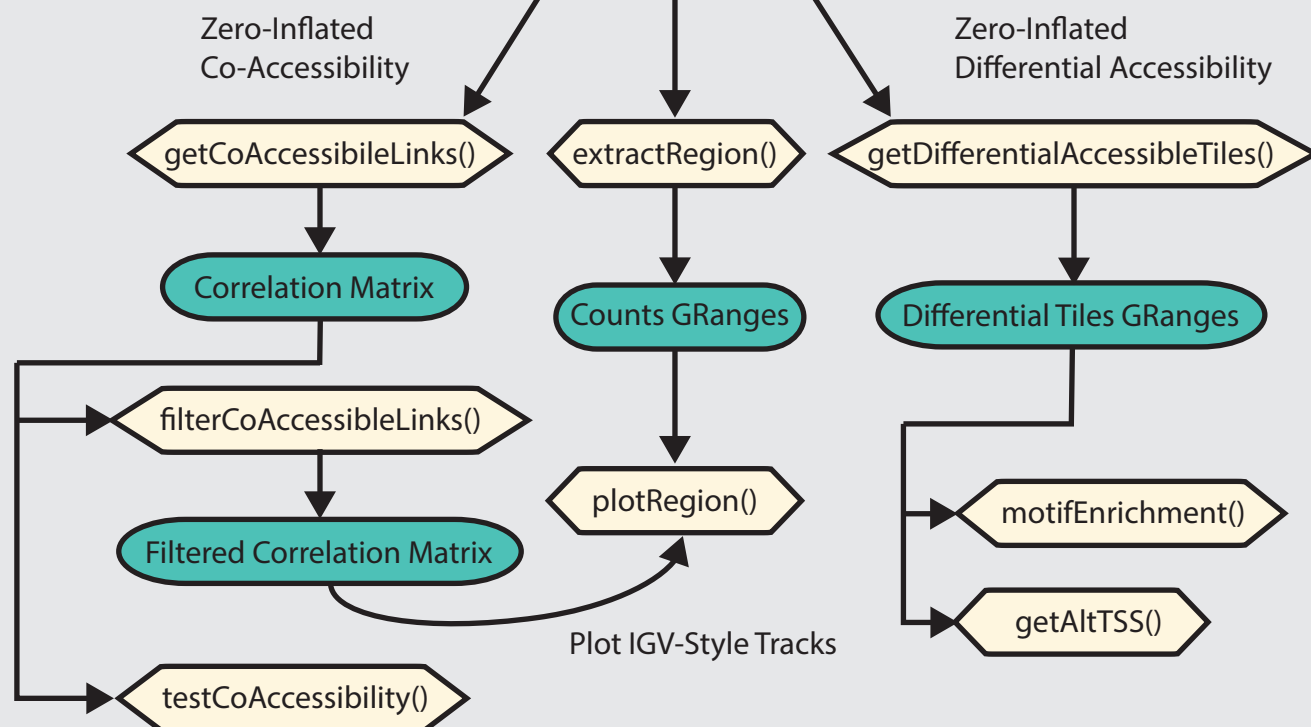 Zero-Inflated
Co-Accessibility
Zero-Inflated
Differential Accessibility
getCoAccessibileLinks()
extractRegion()
getDifferentialAccessibleTiles()
Correlation Matrix
Counts GRanges
Differential Tiles GRanges
filterCoAccessibleLinks()
plotRegion()
motifEnrichment()
Filtered Correlation Matrix
getAltTSS()
Plot IGV-Style Tracks
testCoAccessibility()